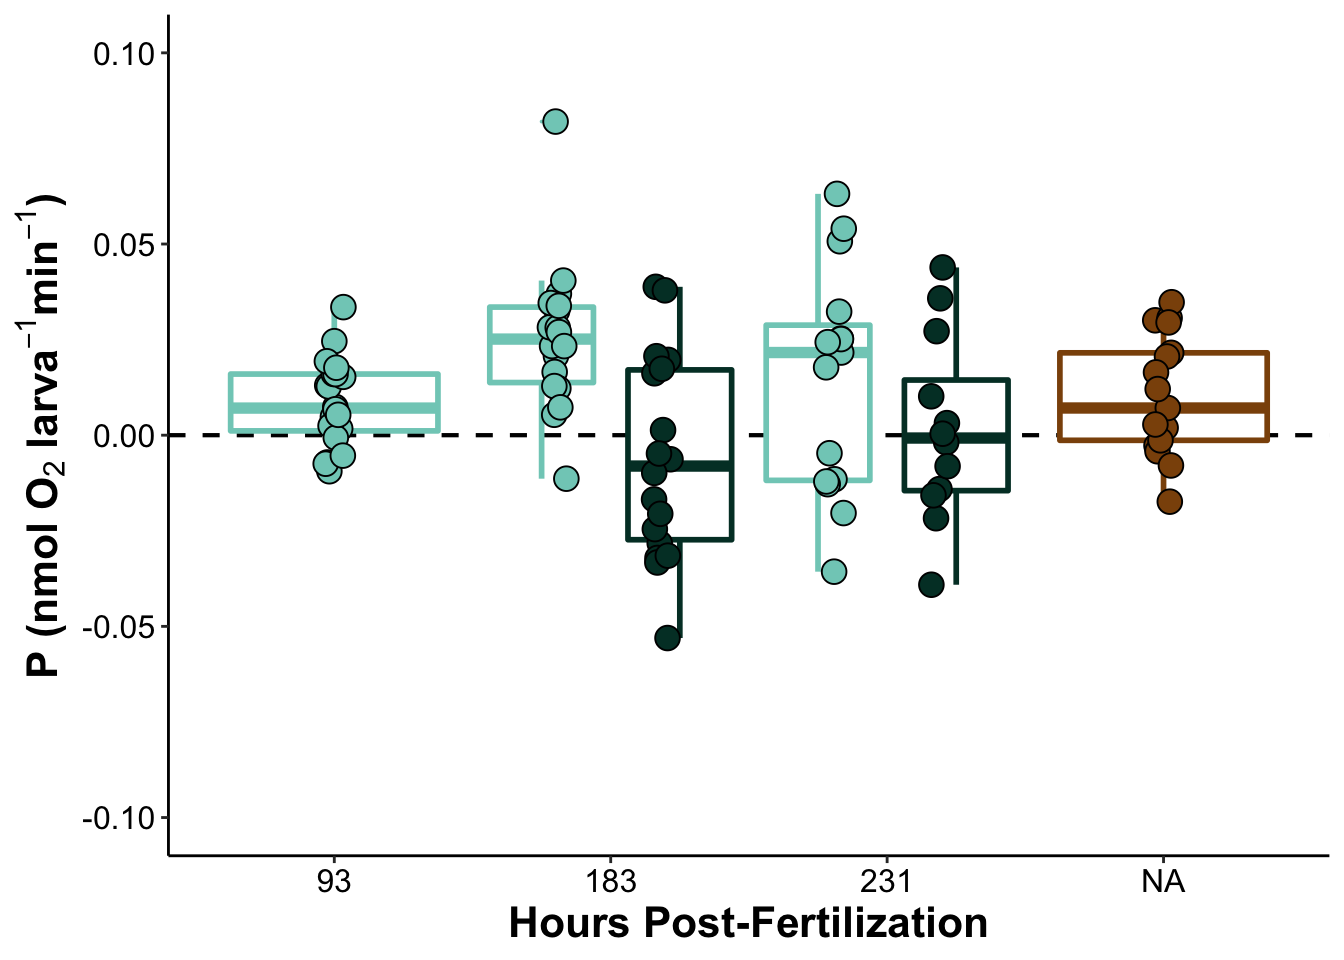 P (nmol O₂ larva⁻¹min⁻¹)
0.10
0.05
0.00
-0.05
-0.10
93 183 231 NA
Hours Post-Fertilization